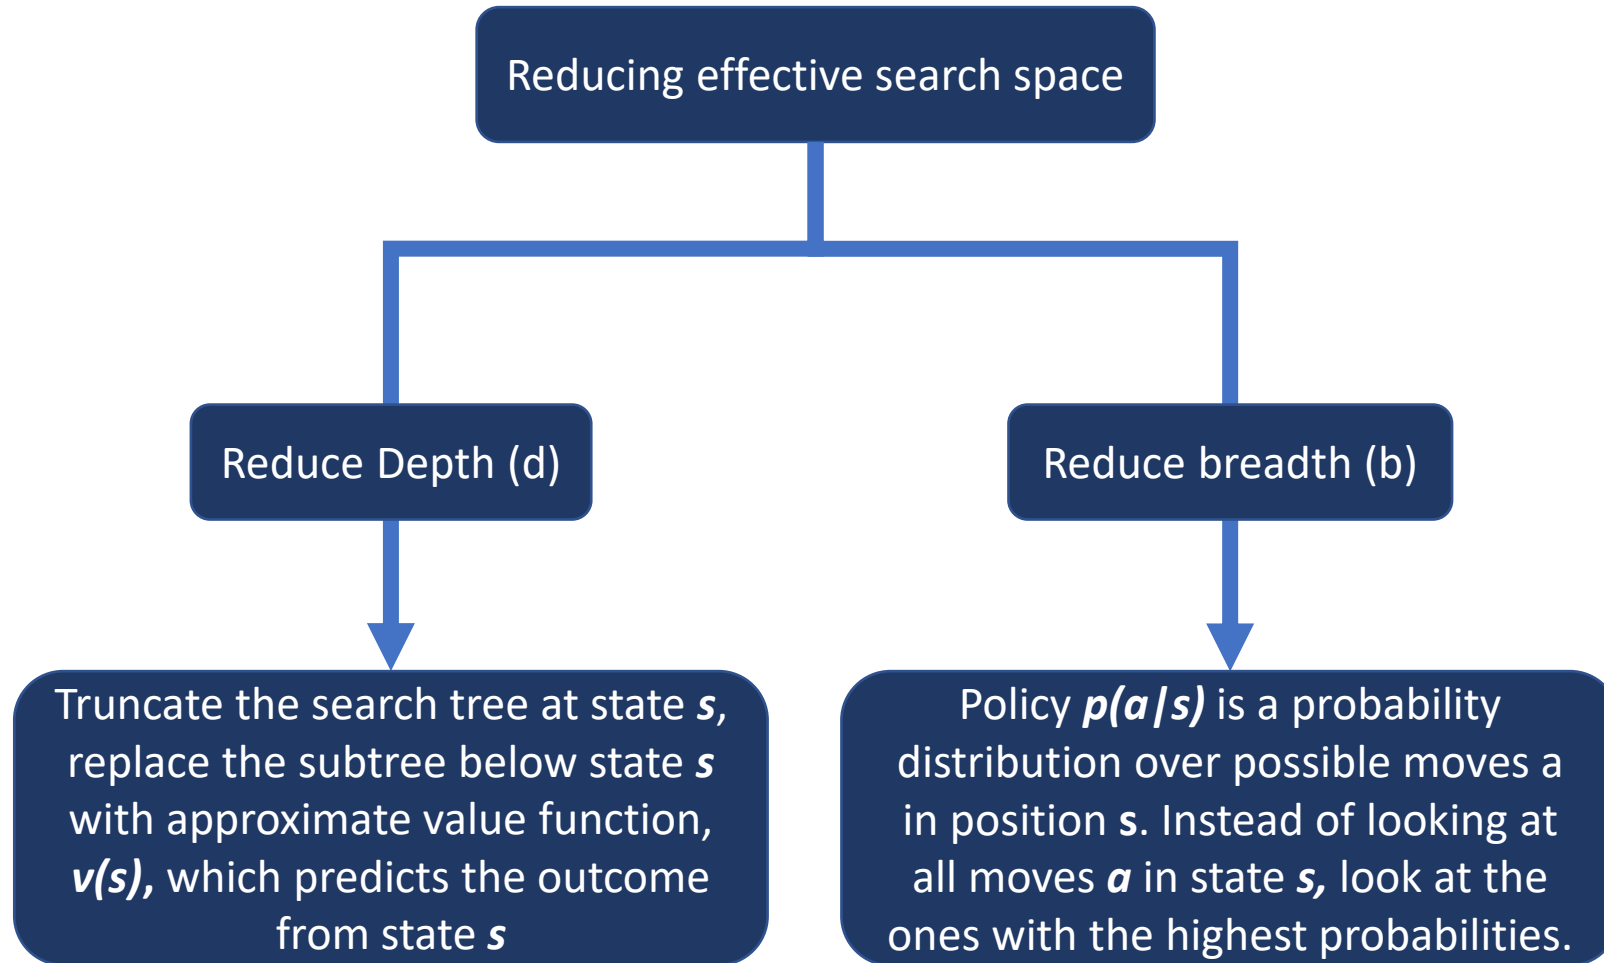 Reducing effective search space
Reduce Depth (d)
Reduce breadth (b)
Truncate the search tree at state s,
replace the subtree below state s
with approximate value function,
v(s), which predicts the outcome
from state s
Policy p(a|s) is a probability
distribution over possible moves a
in position s. Instead of looking at
all moves a in state s, look at the
ones with the highest probabilities.